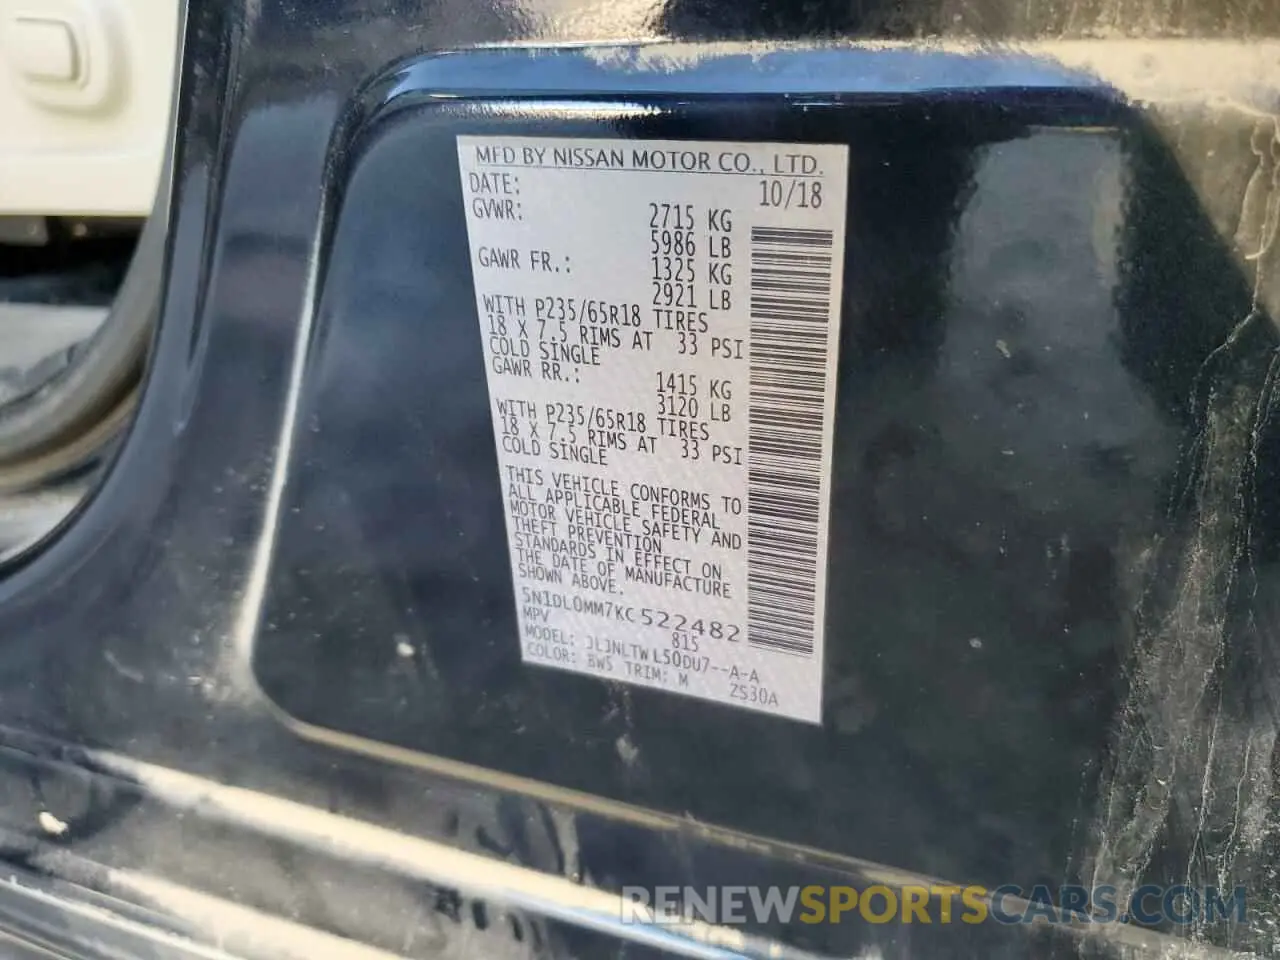 MFD BY NISSAN MOTOR CO., LTD.
DATE: 10/18
GVWR: 2715 KG
5986 LB
GAWR FR.: 1325 KG
2921 LB
WITH P235/65R18 TIRES
18 X 7.5 RIMS AT 33 PSI
COLD SINGLE
GAWR RR.: 1415 KG
3120 LB
WITH P235/65R18 TIRES
18 X 7.5 RIMS AT 33 PSI
COLD SINGLE
THIS VEHICLE CONFORMS TO
ALL APPLICABLE FEDERAL
MOTOR VEHICLE SAFETY AND
THEFT PREVENTION
STANDARDS IN EFFECT ON
THE DATE OF MANUFACTURE
SHOWN ABOVE.
5N1DL0MM7KC522482
MPV 815
MODEL: JLJNLTWL50DU7--A-A
COLOR: BW5 TRIM: M ZS30A
RENEWSPORTSCARS.COM